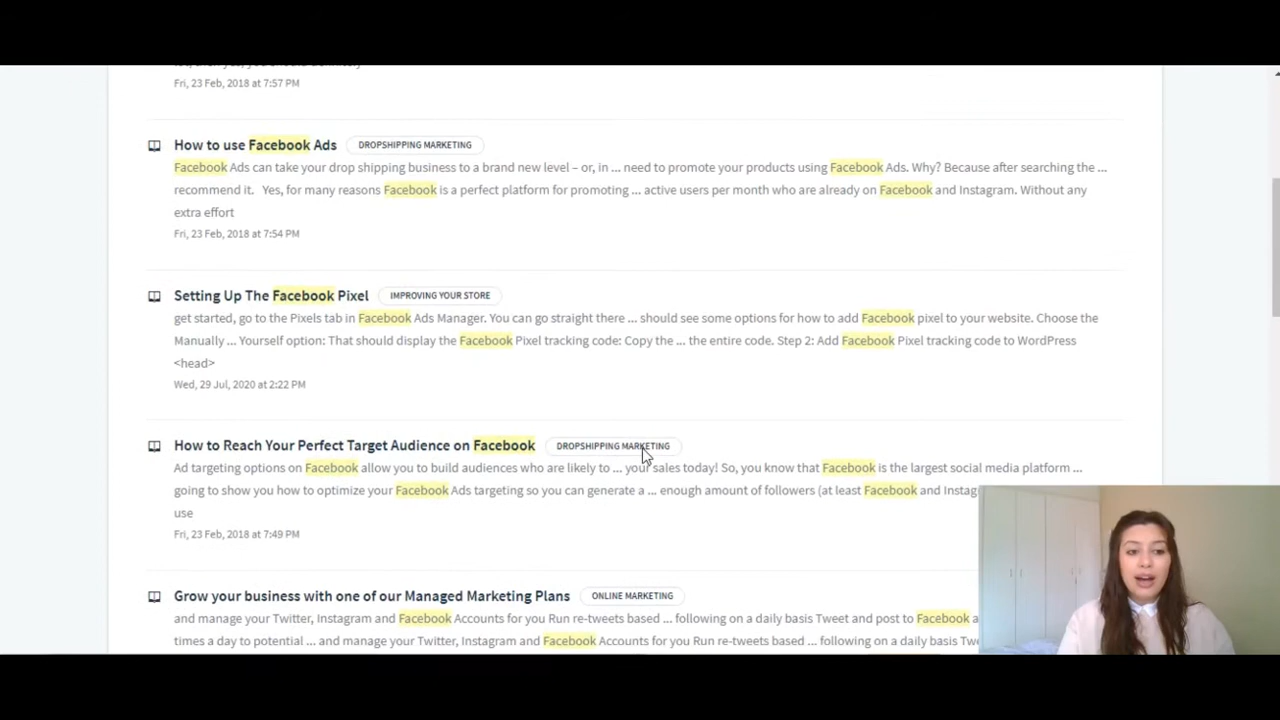 Fri, 23 Feb, 2018 at 7:57 PM
How to use Facebook Ads DROPSHIPPING MARKETING
Facebook Ads can take your drop shipping business to a brand new level – or, in ... need to promote your products using Facebook Ads. Why? Because after searching the ...
recommend it. Yes, for many reasons Facebook is a perfect platform for promoting ... active users per month who are already on Facebook and Instagram. Without any
extra effort
Fri, 23 Feb, 2018 at 7:54 PM
Setting Up The Facebook Pixel IMPROVING YOUR STORE
get started, go to the Pixels tab in Facebook Ads Manager. You can go straight there ... should see some options for how to add Facebook pixel to your website. Choose the
Manually ... Yourself option: That should display the Facebook Pixel tracking code: Copy the ... the entire code. Step 2: Add Facebook Pixel tracking code to WordPress
<head>
Wed, 29 Jul, 2020 at 2:22 PM
How to Reach Your Perfect Target Audience on Facebook DROPSHIPPING MARKETING
Ad targeting options on Facebook allow you to build audiences who are likely to ... your sales today! So, you know that Facebook is the largest social media platform ...
going to show you how to optimize your Facebook Ads targeting so you can generate a ... enough amount of followers (at least Facebook and Instag
use
Fri, 23 Feb, 2018 at 7:49 PM
Grow your business with one of our Managed Marketing Plans ONLINE MARKETING
and manage your Twitter, Instagram and Facebook Accounts for you Run re-tweets based ... following on a daily basis Tweet and post to Facebook a
times a day to potential ... and manage your Twitter, Instagram and Facebook Accounts for you Run re-tweets based ... following on a daily basis Twe